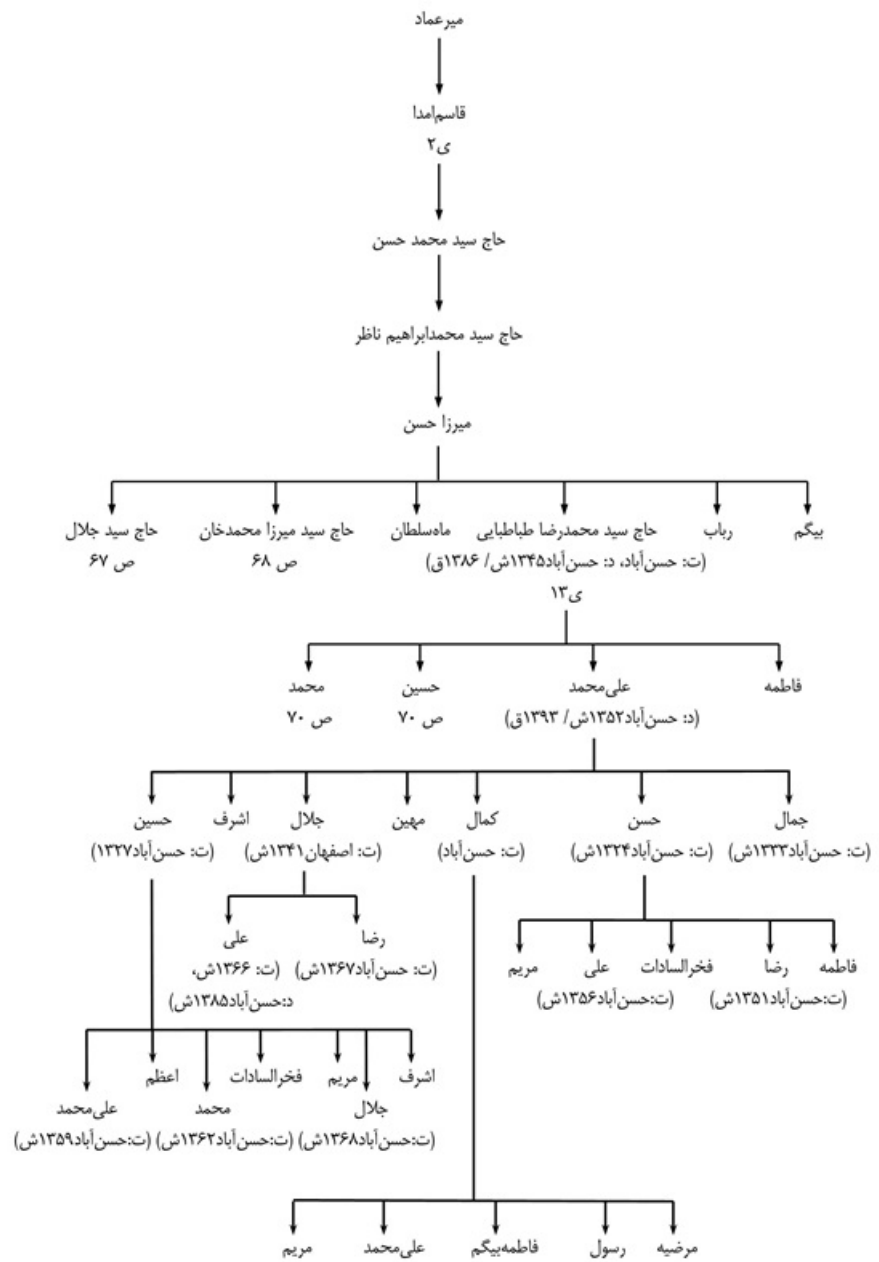 میرعماد
قاسم‌امدا
ی۲
حاج سید محمد حسن
حاج سید محمدابراهیم ناظر
میرزا حسن
بیگم رباب حاج سید محمدرضا طباطبایی ماه‌سلطان حاج سید میرزا محمدخان حاج سید جلال
(ت: حسن‌آباد، د: حسن‌آباد۱۳۴۵ش/ ۱۳۸۶ق) ص ۶۸ ص ۶۷
ی۱۳
فاطمه علی‌محمد حسین محمد
(د: حسن‌آباد۱۳۵۲ش/ ۱۳۹۳ق) ص ۷۰ ص ۷۰
جمال حسن کمال مهین جلال اشرف حسین
(ت: حسن‌آباد۱۳۳۳ش) (ت: حسن‌آباد۱۳۲۴ش) (ت: حسن‌آباد) (ت: اصفهان۱۳۴۱ش) (ت: حسن‌آباد۱۳۲۷)
رضا علی
(ت: حسن‌آباد۱۳۶۷ش) (ت: ۱۳۶۶ش،
د:حسن‌آباد۱۳۸۵ش)
فاطمه رضا فخرالسادات علی مریم
(ت:حسن‌آباد۱۳۵۱ش) (ت:حسن‌آباد۱۳۵۶ش)
اشرف مریم فخرالسادات اعظم
جلال محمد علی‌محمد
(ت:حسن‌آباد۱۳۶۸ش) (ت:حسن‌آباد۱۳۶۲ش) (ت:حسن‌آباد۱۳۵۹ش)
مرضیه رسول فاطمه‌بیگم علی‌محمد مریم